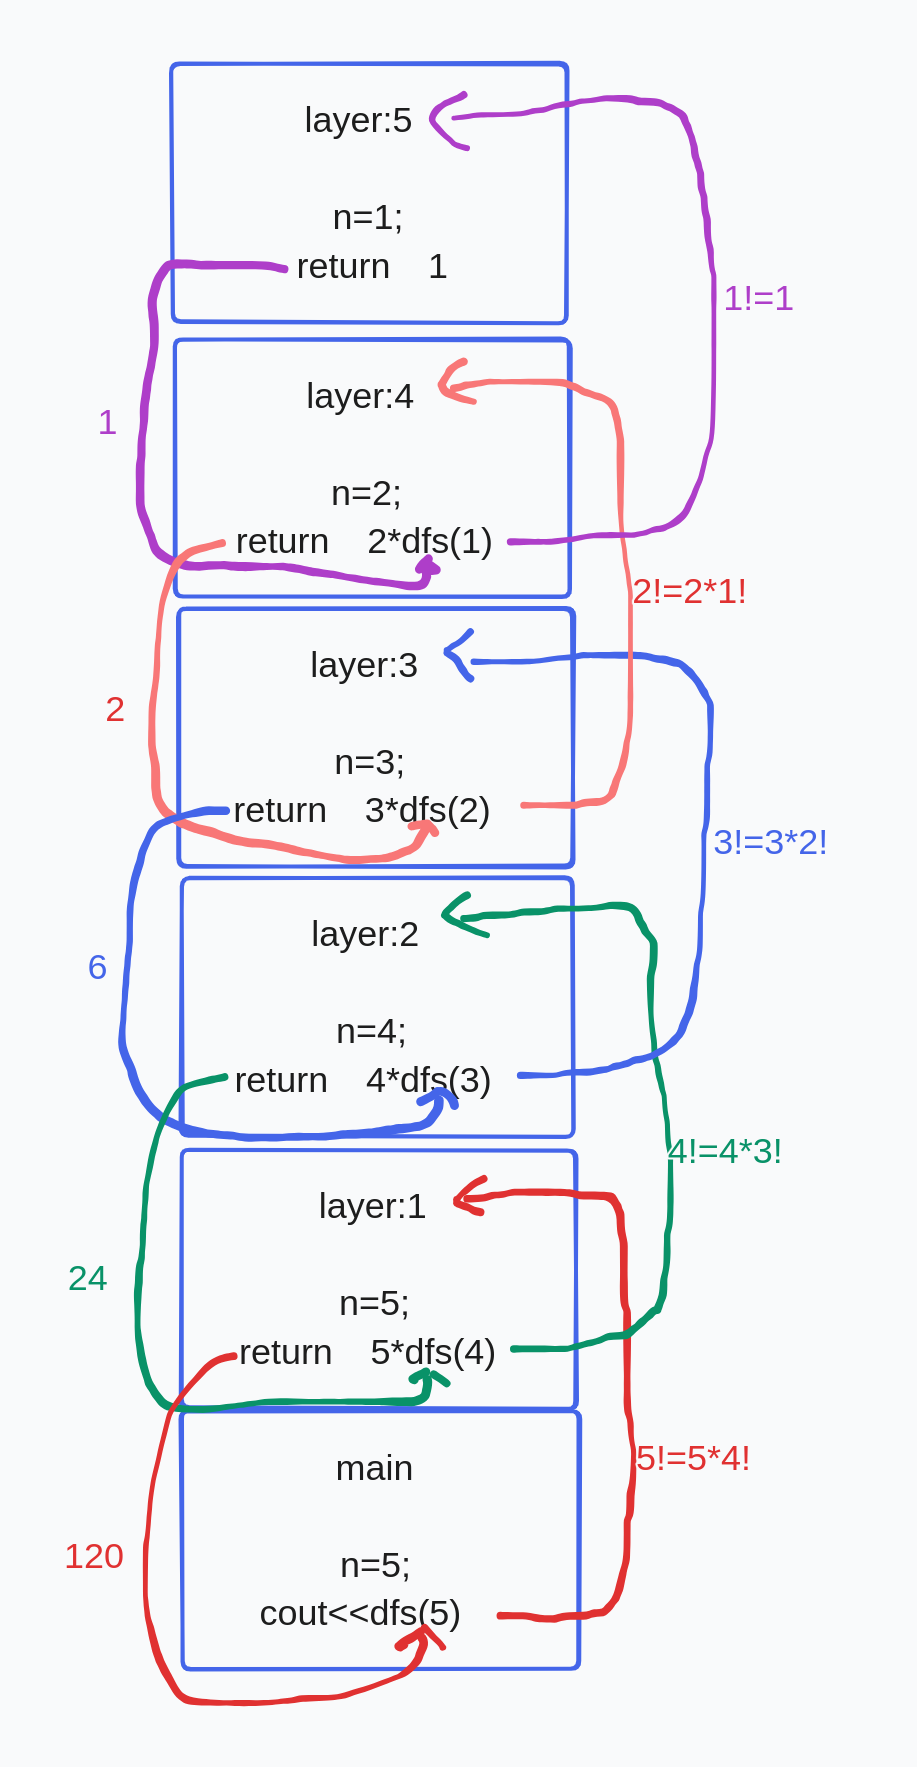 layer:5
n=1;
return 1
1!=1
1
layer:4
n=2;
return 2*dfs(1)
2!=2*1!
2
layer:3
n=3;
return 3*dfs(2)
3!=3*2!
6
layer:2
n=4;
return 4*dfs(3)
4!=4*3!
24
layer:1
n=5;
return 5*dfs(4)
5!=5*4!
120
main
n=5;
cout<<dfs(5)